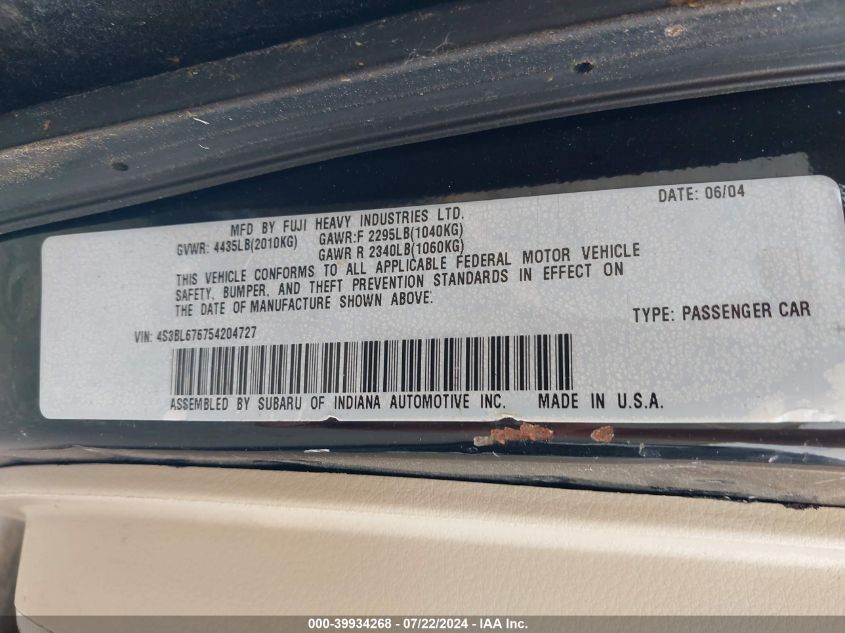 DATE: 06/04
MFD BY FUJI HEAVY INDUSTRIES LTD.
GVWR: 4435LB(2010KG) GAWR:F 2295LB(1040KG)
GAWR R 2340LB(1060KG)
THIS VEHICLE CONFORMS TO ALL APPLICABLE FEDERAL MOTOR VEHICLE
SAFETY, BUMPER, AND THEFT PREVENTION STANDARDS IN EFFECT ON
THE DATE OF MANUFACTURE SHOWN ABOVE.
TYPE: PASSENGER CAR
VIN: 4S3BL676754204727
ASSEMBLED BY SUBARU OF INDIANA AUTOMOTIVE INC. MADE IN U.S.A.
000-39934268 - 07/22/2024 - IAA Inc.